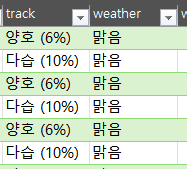 track weather w
양호 (6%) 맑음
다습 (10%) 맑음
양호 (6%) 맑음
다습 (10%) 맑음
양호 (6%) 맑음
다습 (10%) 맑음